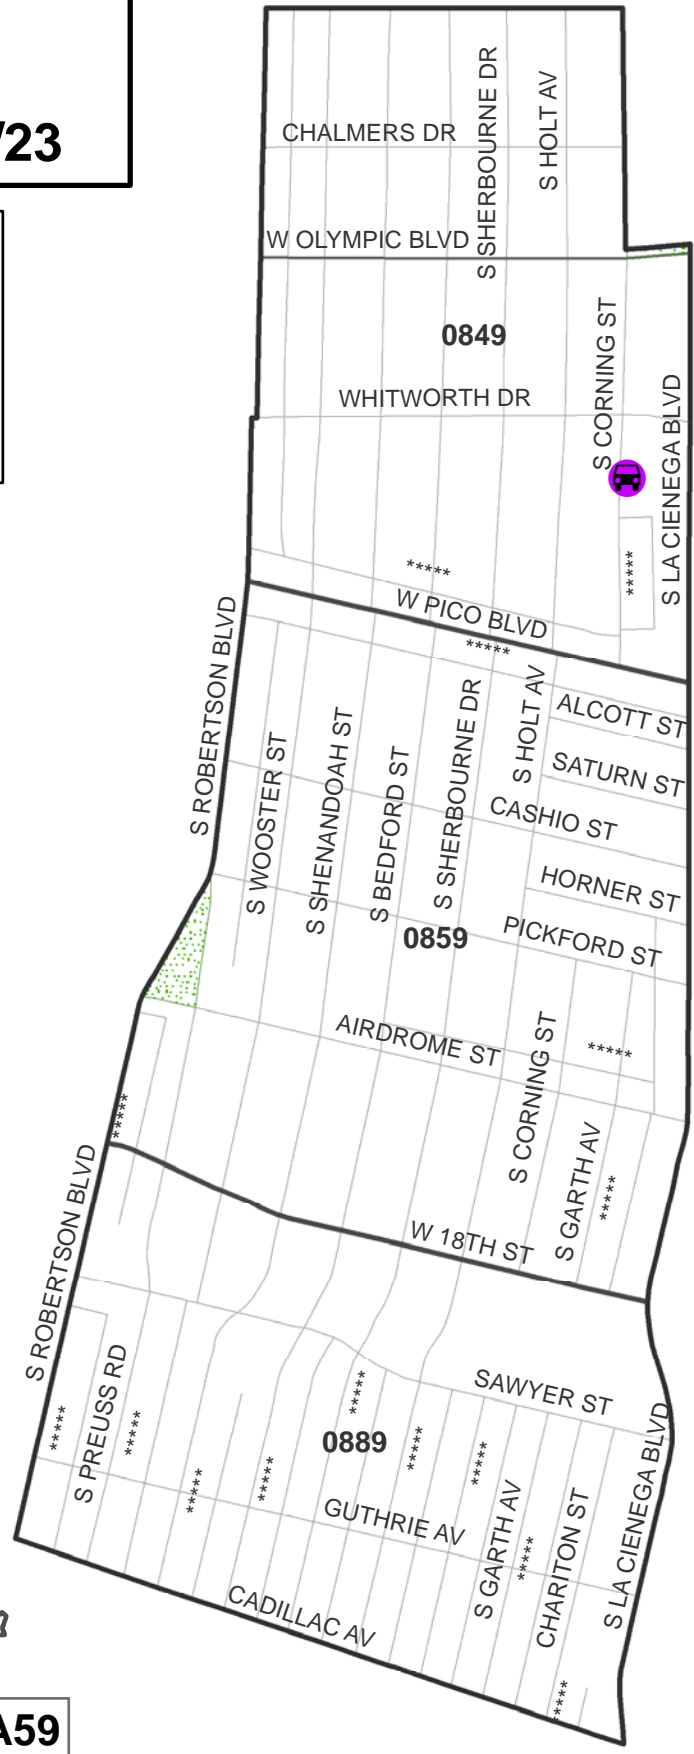 /23
CHALMERS DR
S SHERBOURNE DR
S HOLT AV
W OLYMPIC BLVD
0849
S CORNING ST
WHITWORTH DR
S LA CIENEGA BLVD
*****
*****
W PICO BLVD
*****
S ROBERTSON BLVD
S HOLT AV
ALCOTT ST
S WOOSTER ST
S SHENANDOAH ST
S BEDFORD ST
S SHERBOURNE DR
SATURN ST
CASHIO ST
HORNER ST
0859
PICKFORD ST
AIRDROME ST
S CORNING ST
*****
*****
S GARTH AV
*****
S ROBERTSON BLVD
W 18TH ST
S PREUSS RD
SAWYER ST
*****
*****
*****
0889
*****
*****
*****
*****
S LA CIENEGA BLVD
GUTHRIE AV
S GARTH AV
*****
CHARITON ST
CADILLAC AV
*****
A59